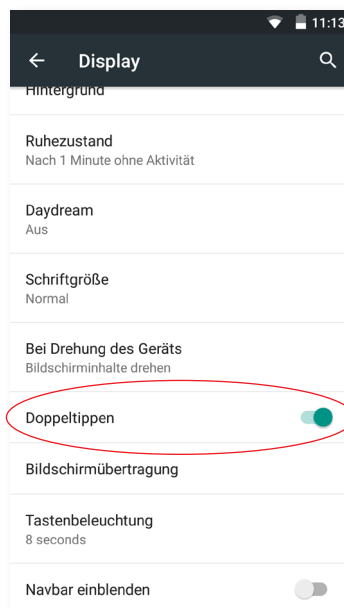 11:13
Display
Hintergrund
Ruhezustand
Nach 1 Minute ohne Aktivität
Daydream
Aus
Schriftgröße
Normal
Bei Drehung des Geräts
Bildschirminhalte drehen
Doppeltippen
Bildschirmübertragung
Tastenbeleuchtung
8 seconds
Navbar einblenden